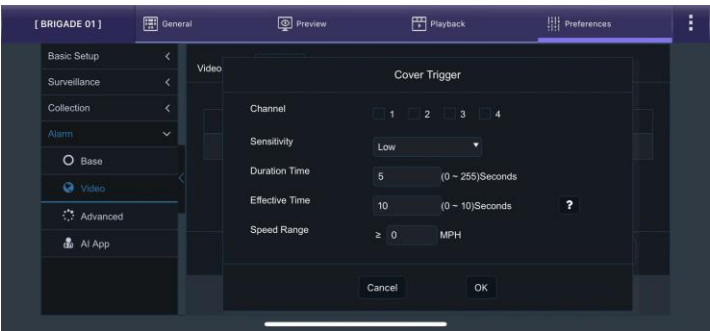 [ BRIGADE 01 ] General Preview Playback Preferences
Basic Setup
Surveillance
Collection
Alarm
Base
Video
Advanced
AI App
Video
Cover Trigger
Channel 1 2 3 4
Sensitivity Low
Duration Time 5 (0 ~ 255)Seconds
Effective Time 10 (0 ~ 10)Seconds ?
Speed Range ≥ 0 MPH
Cancel OK